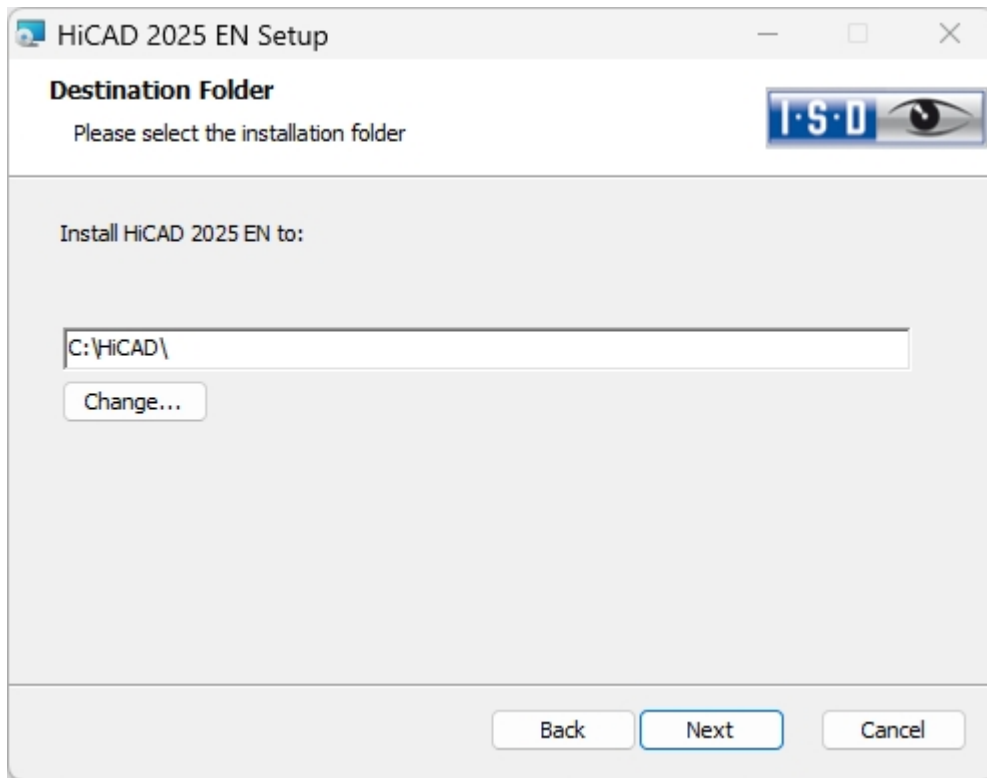 HiCAD 2025 EN Setup
Destination Folder
Please select the installation folder
I·S·D
Install HiCAD 2025 EN to:
C:\HiCAD\
Change...
Back Next Cancel